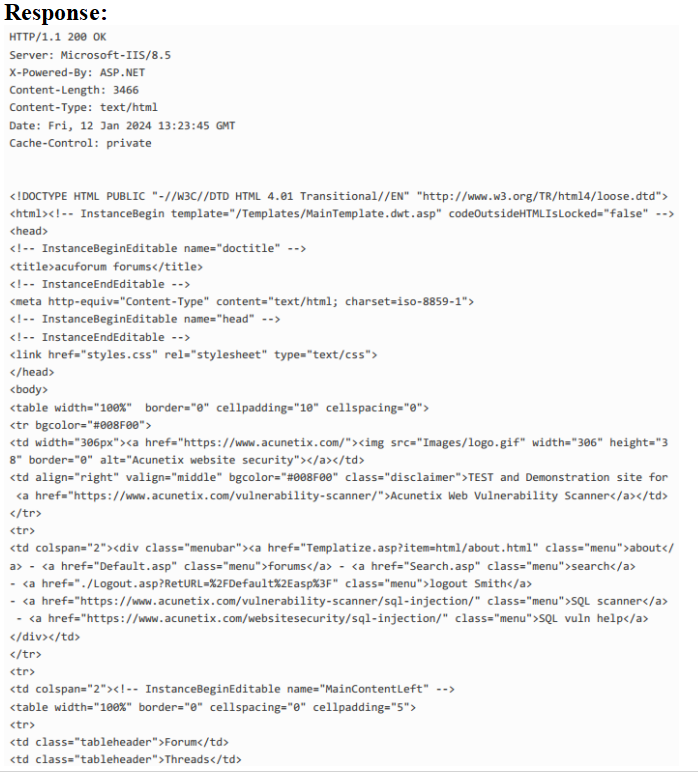 Response:
HTTP/1.1 200 OK
Server: Microsoft-IIS/8.5
X-Powered-By: ASP.NET
Content-Length: 3466
Content-Type: text/html
Date: Fri, 12 Jan 2024 13:23:45 GMT
Cache-Control: private
<!DOCTYPE HTML PUBLIC "-//W3C//DTD HTML 4.01 Transitional//EN" "http://www.w3.org/TR/html4/loose.dtd">
<html><!-- InstanceBegin template="/Templates/MainTemplate.dwt.asp" codeOutsideHTMLIsLocked="false" -->
<head>
<!-- InstanceBeginEditable name="doctitle" -->
<title>acuforum forums</title>
<!-- InstanceEndEditable -->
<meta http-equiv="Content-Type" content="text/html; charset=iso-8859-1">
<!-- InstanceBeginEditable name="head" -->
<!-- InstanceEndEditable -->
<link href="styles.css" rel="stylesheet" type="text/css">
</head>
<body>
<table width="100%"  border="0" cellpadding="10" cellspacing="0">
<tr bgcolor="#008F00">
<td width="306px"><a href="https://www.acunetix.com/"><img src="Images/logo.gif" width="306" height="3
8" border="0" alt="Acunetix website security"></a></td>
<td align="right" valign="middle" bgcolor="#008F00" class="disclaimer">TEST and Demonstration site for
<a href="https://www.acunetix.com/vulnerability-scanner/">Acunetix Web Vulnerability Scanner</a></td>
</tr>
<tr>
<td colspan="2"><div class="menubar"><a href="Templatize.asp?item=html/about.html" class="menu">about</
a> - <a href="Default.asp" class="menu">forums</a> - <a href="Search.asp" class="menu">search</a>
- <a href="./Logout.asp?RetURL=%2FDefault%2Easp%3F" class="menu">logout Smith</a>
- <a href="https://www.acunetix.com/vulnerability-scanner/sql-injection/" class="menu">SQL scanner</a>
- <a href="https://www.acunetix.com/websitesecurity/sql-injection/" class="menu">SQL vuln help</a>
</div></td>
</tr>
<tr>
<td colspan="2"><!-- InstanceBeginEditable name="MainContentLeft" -->
<table width="100%" border="0" cellspacing="0" cellpadding="5">
<tr>
<td class="tableheader">Forum</td>
<td class="tableheader">Threads</td>